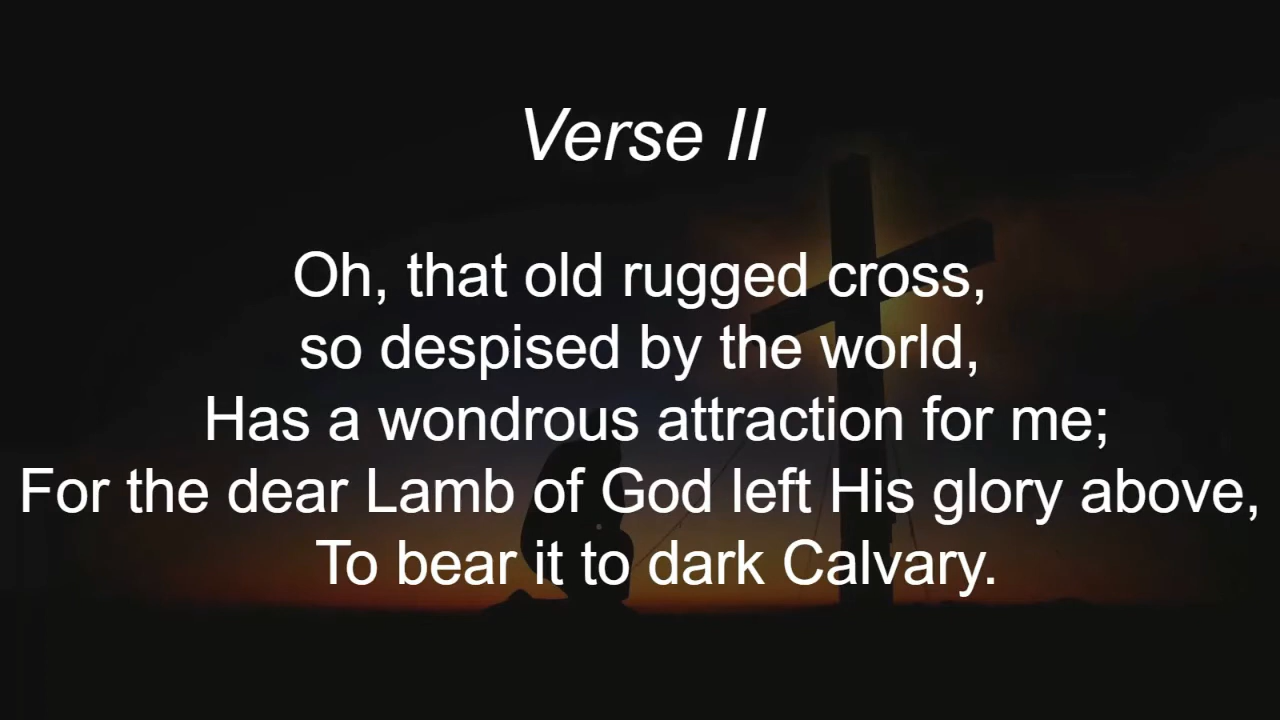 Verse II
Oh, that old rugged cross,
so despised by the world,
Has a wondrous attraction for me;
For the dear Lamb of God left His glory above,
To bear it to dark Calvary.